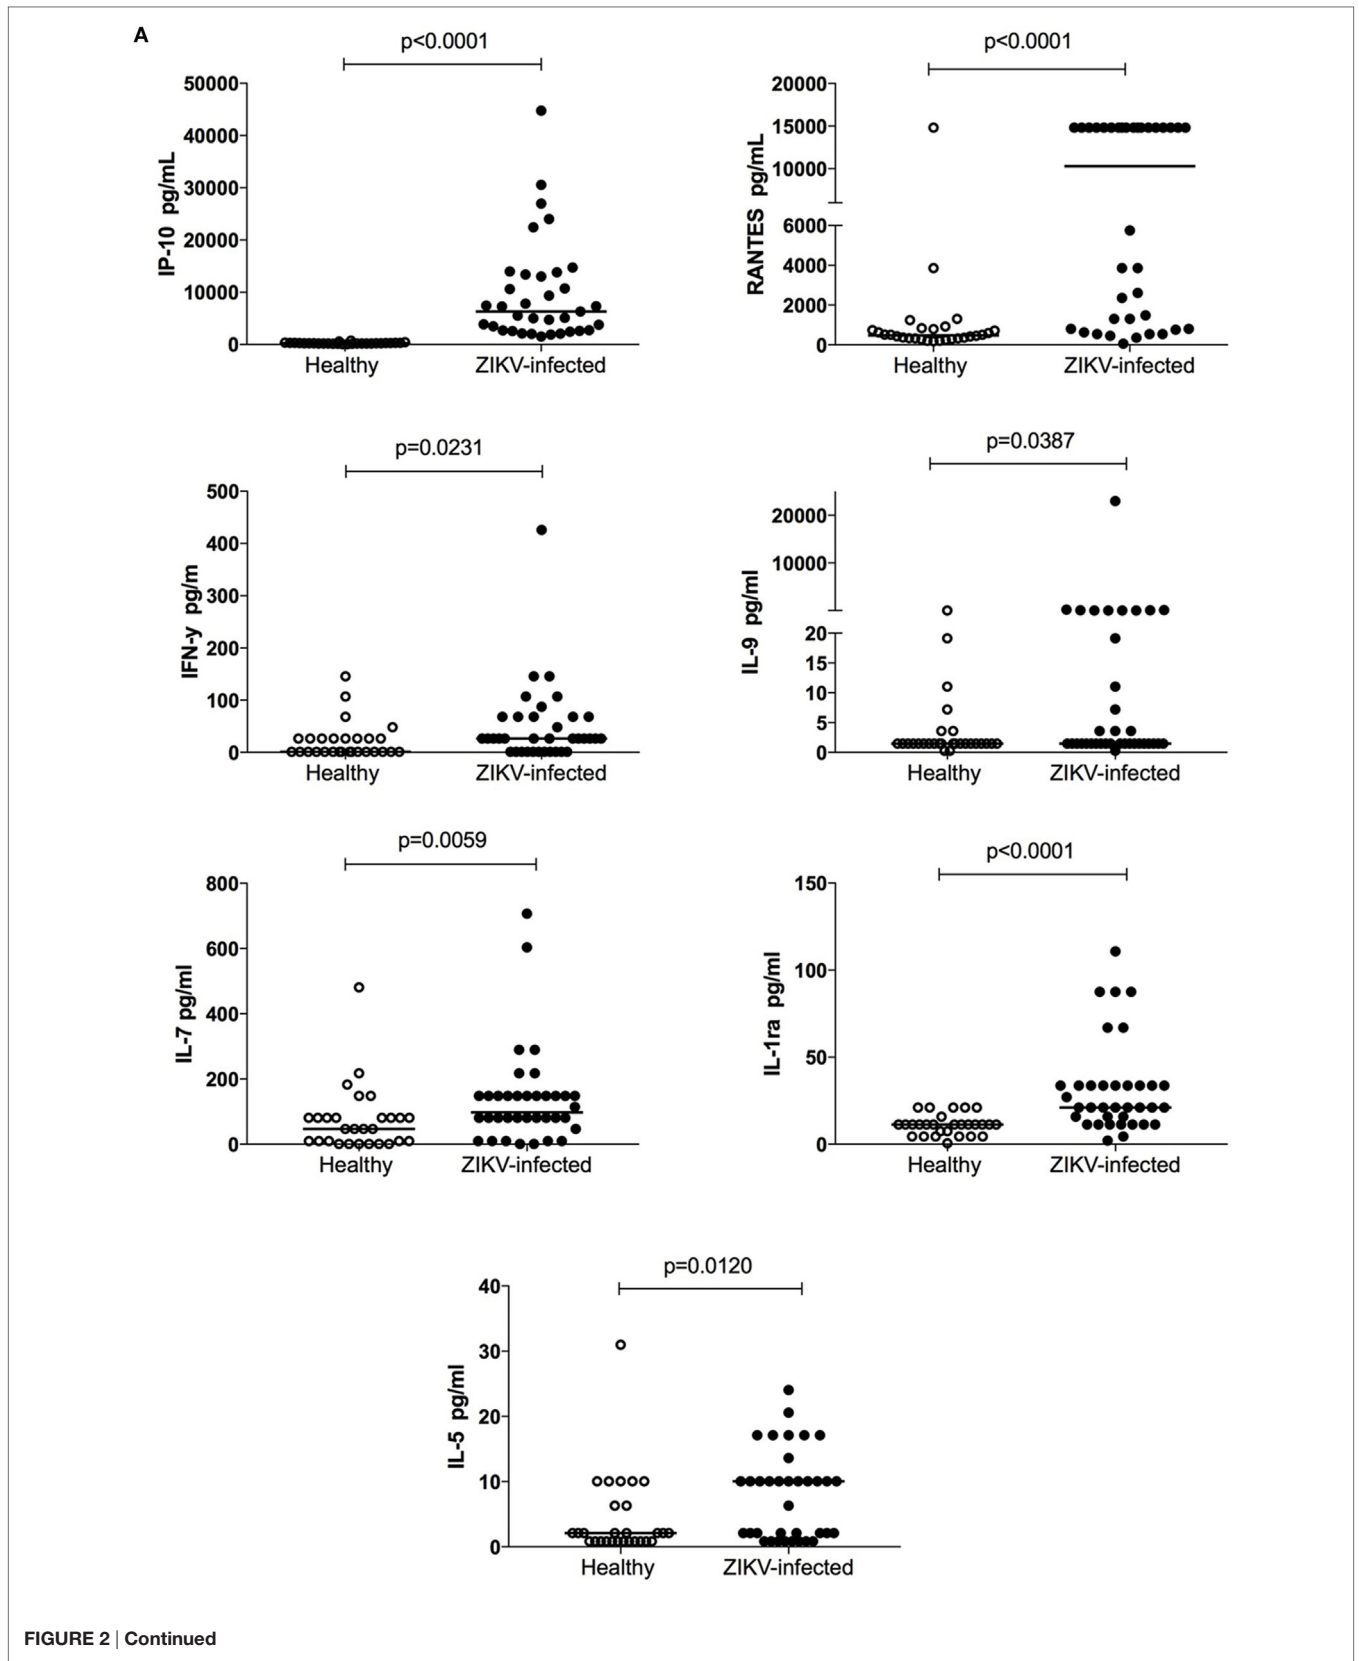 A
p<0.0001
50000
40000
30000
20000
10000
0
IP-10 pg/mL
Healthy
ZIKV-infected
p<0.0001
20000
15000
10000
6000
4000
2000
0
RANTES pg/mL
Healthy
ZIKV-infected
p=0.0231
500
400
300
200
100
0
IFN-y pg/m
Healthy
ZIKV-infected
p=0.0387
20000
10000
20
15
10
5
0
IL-9 pg/ml
Healthy
ZIKV-infected
p=0.0059
800
600
400
200
0
IL-7 pg/ml
Healthy
ZIKV-infected
p<0.0001
150
100
50
0
IL-1ra pg/ml
Healthy
ZIKV-infected
p=0.0120
40
30
20
10
0
IL-5 pg/ml
Healthy
ZIKV-infected
FIGURE 2 | Continued